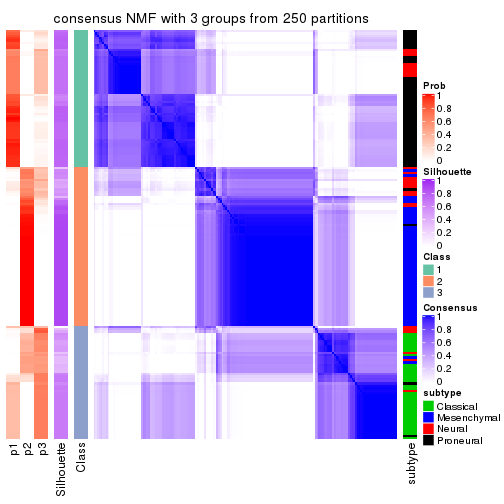 consensus NMF with 3 groups from 250 partitions
Prob
1
0.8
0.6
0.4
0.2
0
Silhouette
1
0.8
0.6
0.4
0.2
0
Class
1
2
3
Consensus
1
0.8
0.6
0.4
0.2
0
subtype
Classical
Mesenchymal
Neural
Proneural
p1
p2
p3
Silhouette
Class
subtype